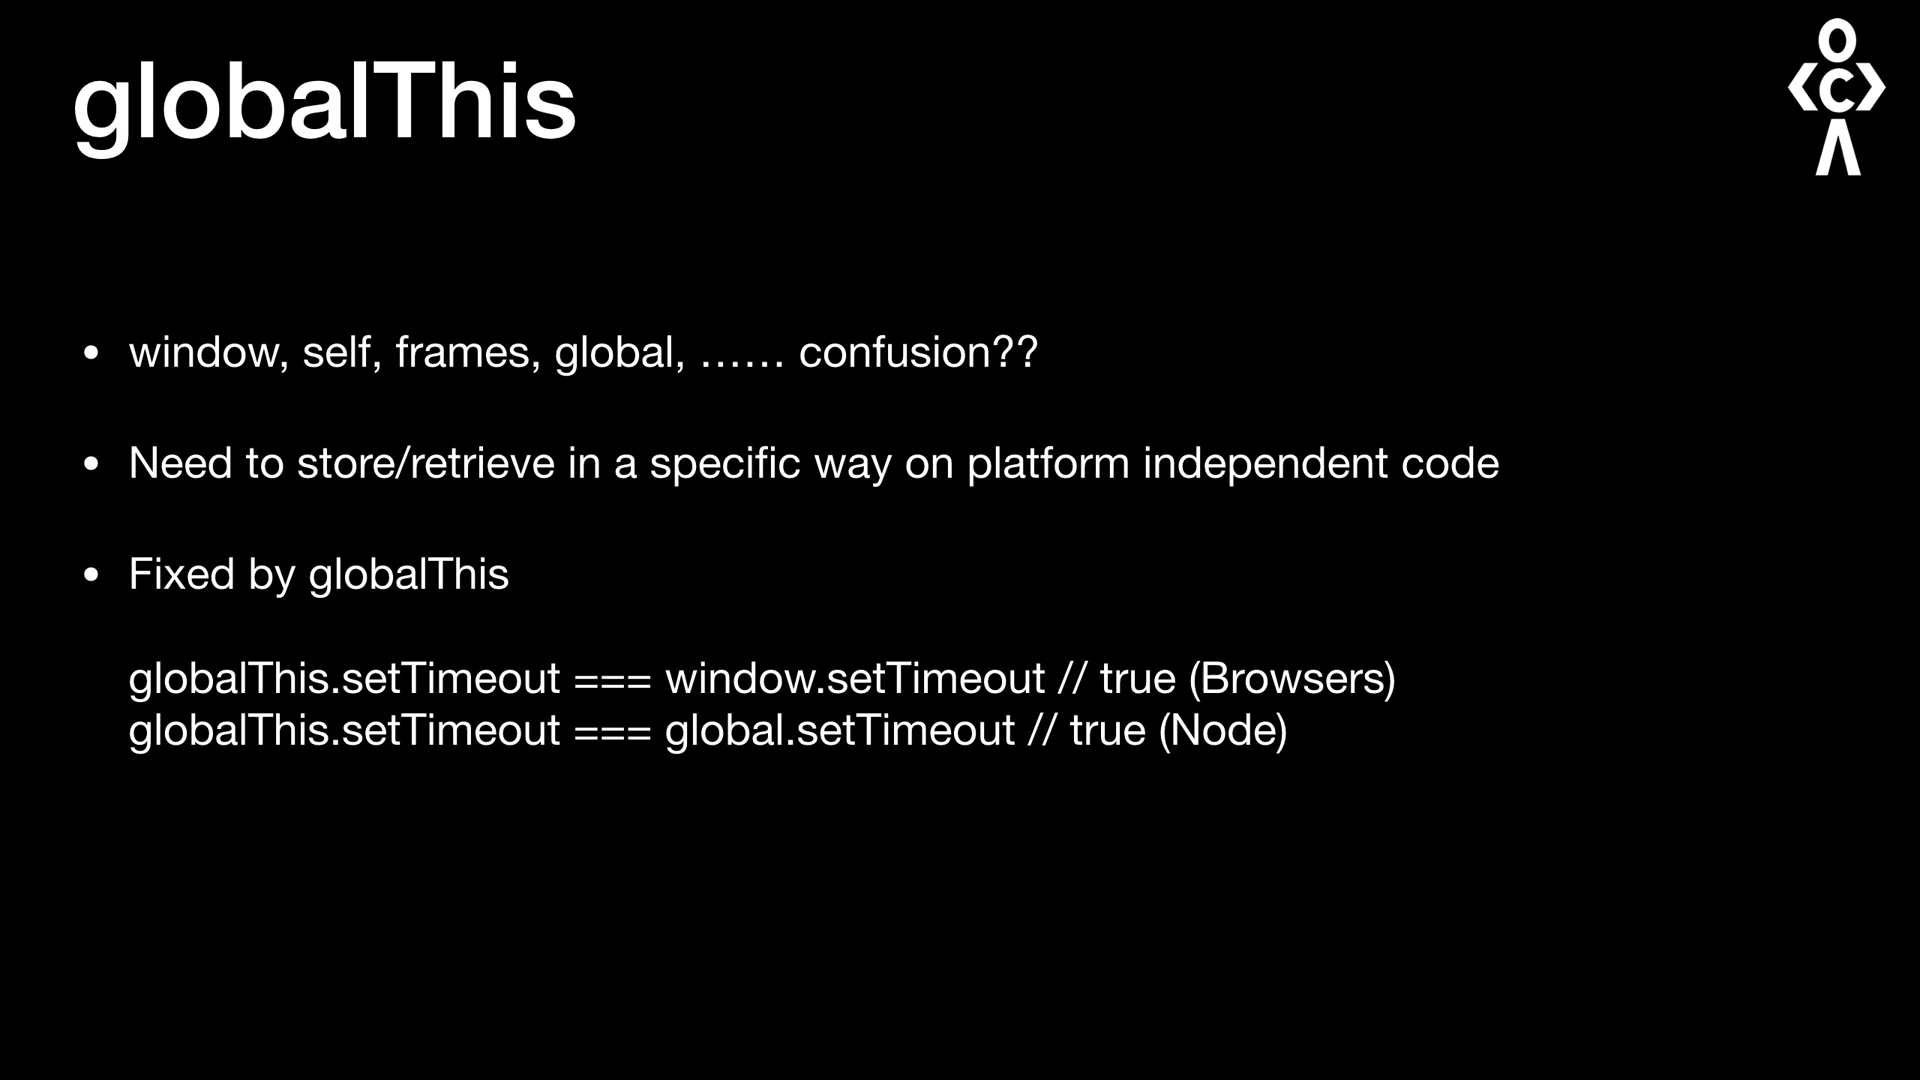 globalThis
O
<C>
Λ
• window, self, frames, global, …… confusion??
• Need to store/retrieve in a specific way on platform independent code
• Fixed by globalThis
globalThis.setTimeout === window.setTimeout // true (Browsers)
globalThis.setTimeout === global.setTimeout // true (Node)